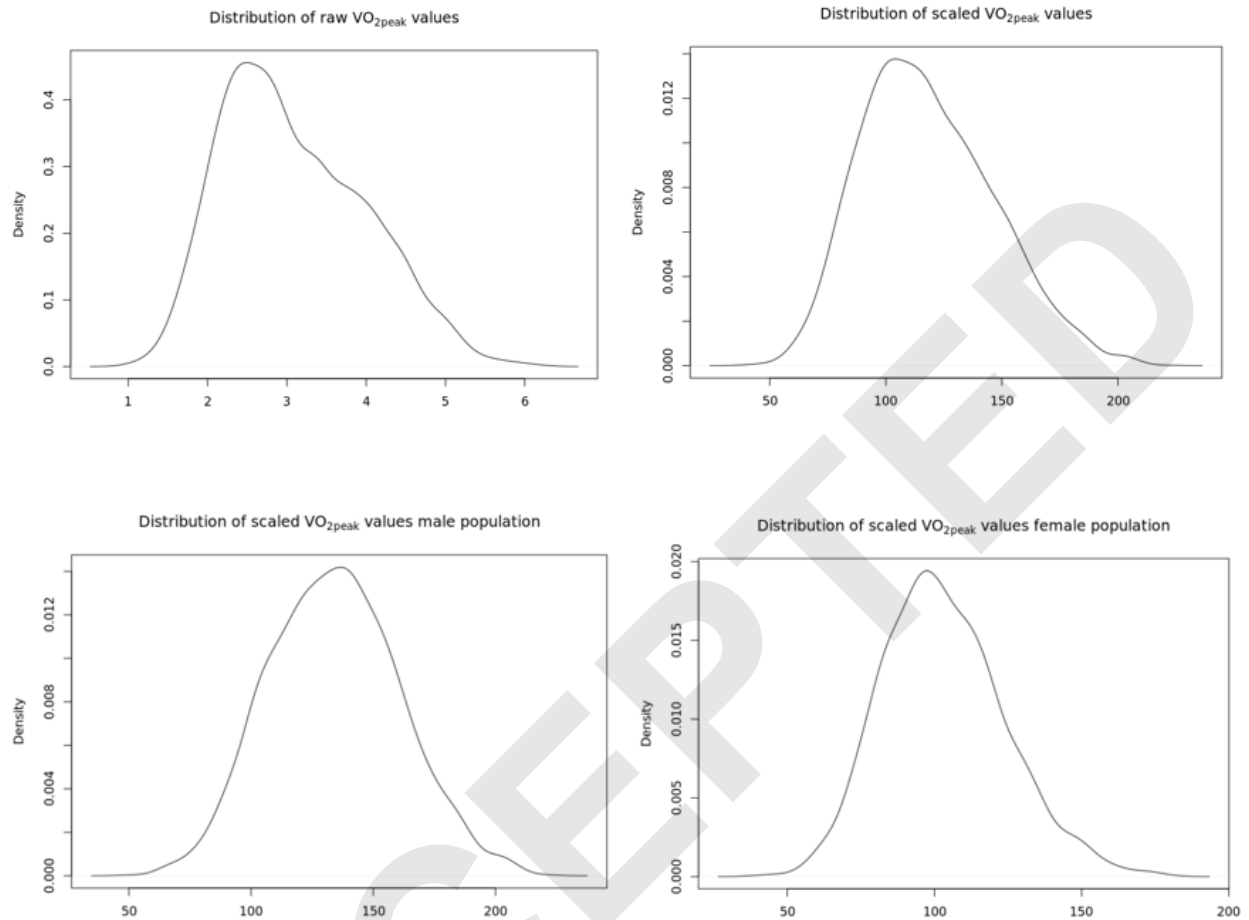 Distribution of raw VO2peak values
Density
0.0
0.1
0.2
0.3
0.4
1 2 3 4 5 6
Distribution of scaled VO2peak values
Density
0.000
0.004
0.008
0.012
50 100 150 200
Distribution of scaled VO2peak values male population
Density
0.000
0.004
0.008
0.012
50 100 150 200
Distribution of scaled VO2peak values female population
Density
0.000
0.005
0.010
0.015
0.020
50 100 150 200
CEPTED